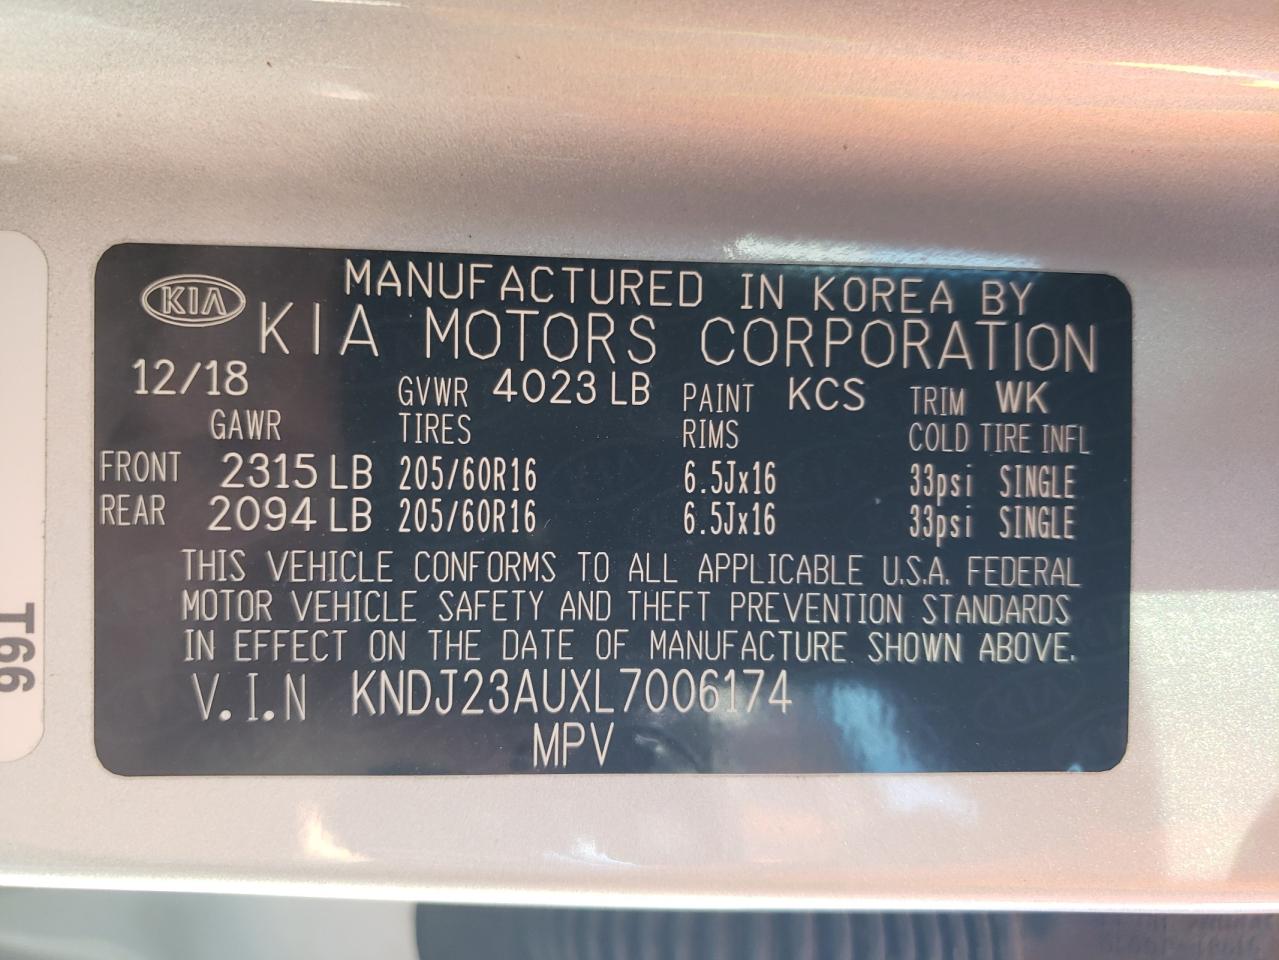 MANUFACTURED IN KOREA BY
KIA KIA MOTORS CORPORATION
12/18 GVWR 4023 LB PAINT KCS TRIM WK
GAWR TIRES RIMS COLD TIRE INFL
FRONT 2315 LB 205/60R16 6.5Jx16 33psi SINGLE
REAR 2094 LB 205/60R16 6.5Jx16 33psi SINGLE
THIS VEHICLE CONFORMS TO ALL APPLICABLE U.S.A. FEDERAL
MOTOR VEHICLE SAFETY AND THEFT PREVENTION STANDARDS
IN EFFECT ON THE DATE OF MANUFACTURE SHOWN ABOVE.
V.I.N KNDJ23AUXL7006174
MPV
T66